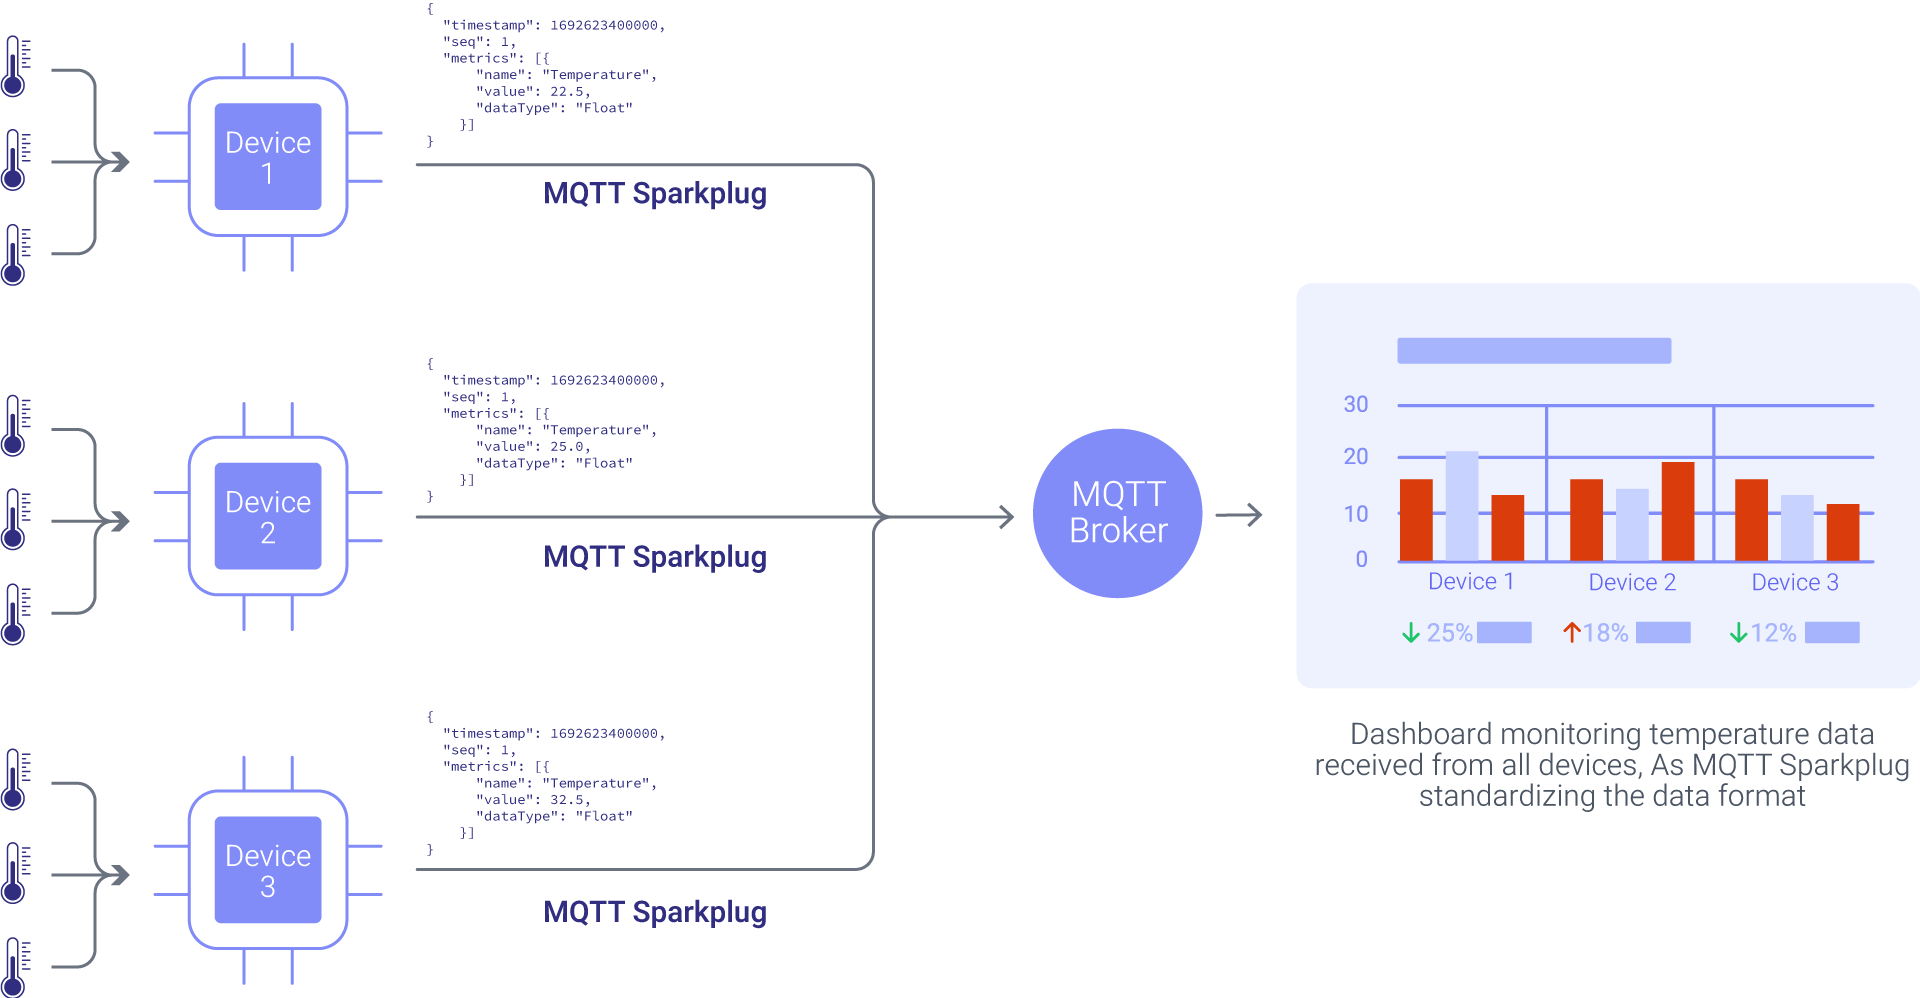 Device
1
{
"timestamp": 1692623400000,
"seq": 1,
"metrics": [{
"name": "Temperature",
"value": 22.5,
"dataType": "Float"
}]
}
MQTT Sparkplug
Device
2
{
"timestamp": 1692623400000,
"seq": 1,
"metrics": [{
"name": "Temperature",
"value": 25.0,
"dataType": "Float"
}]
}
MQTT Sparkplug
Device
3
{
"timestamp": 1692623400000,
"seq": 1,
"metrics": [{
"name": "Temperature",
"value": 32.5,
"dataType": "Float"
}]
}
MQTT Sparkplug
MQTT
Broker
30
20
10
0
Device 1 Device 2 Device 3
25% 18% 12%
Dashboard monitoring temperature data
received from all devices, As MQTT Sparkplug
standardizing the data format